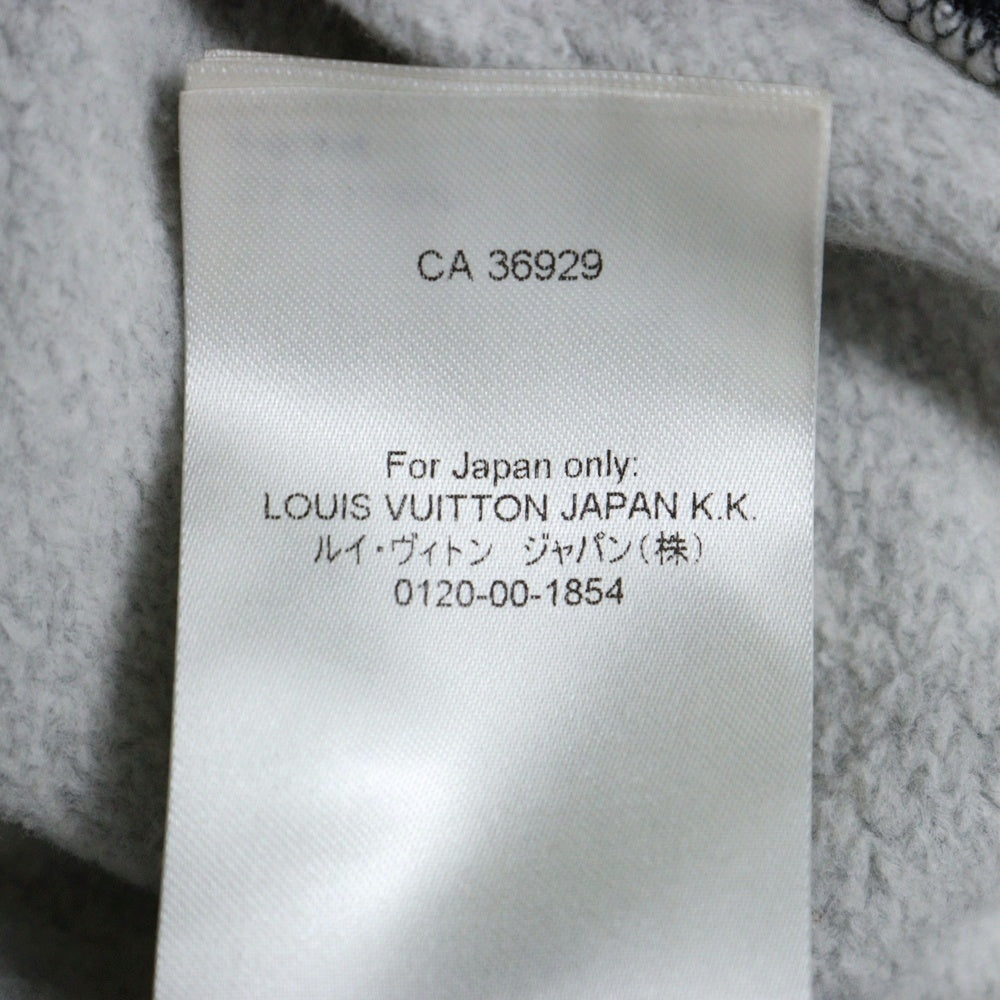 CA 36929
For Japan only:
LOUIS VUITTON JAPAN K.K.
ルイ・ヴィトン ジャパン(株)
0120-00-1854